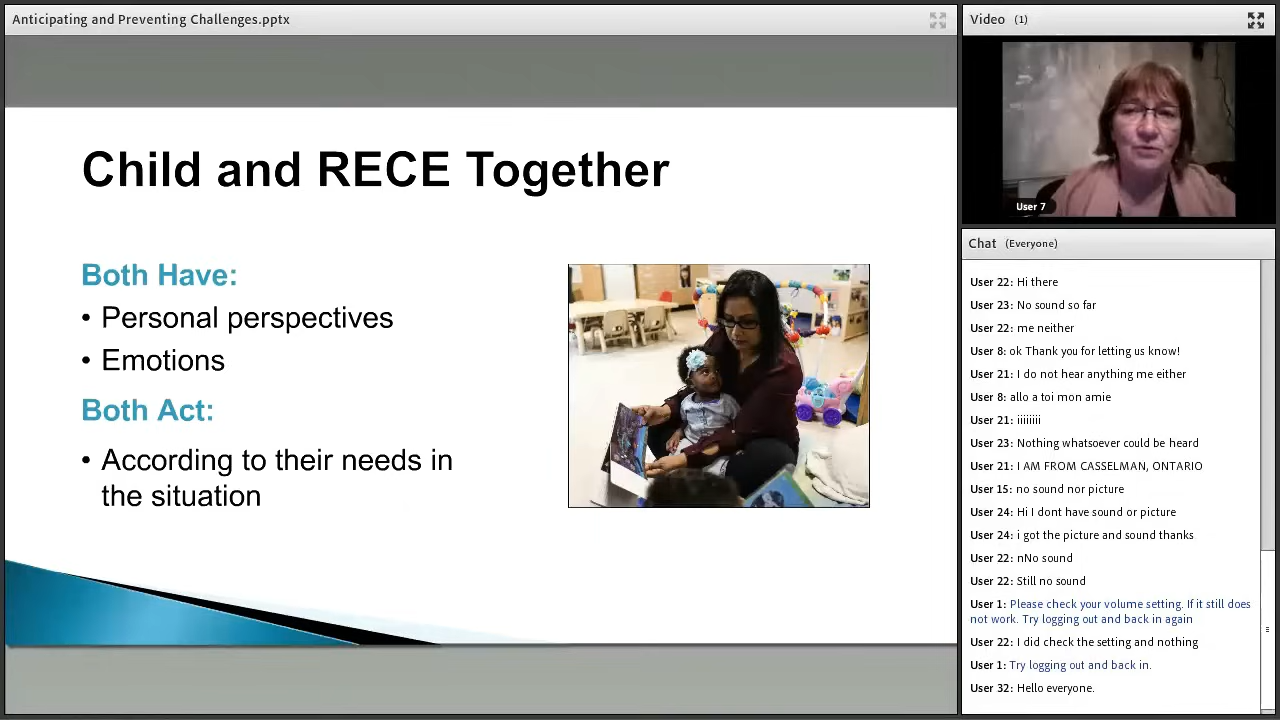 Anticipating and Preventing Challenges.pptx
Child and RECE Together
Both Have:
• Personal perspectives
• Emotions
Both Act:
• According to their needs in
the situation
Video (1)
User 7
Chat (Everyone)
User 22: Hi there
User 23: No sound so far
User 22: me neither
User 8: ok Thank you for letting us know!
User 21: I do not hear anything me either
User 8: allo a toi mon amie
User 21: iiiiiiii
User 23: Nothing whatsoever could be heard
User 21: I AM FROM CASSELMAN, ONTARIO
User 15: no sound nor picture
User 24: Hi I dont have sound or picture
User 24: i got the picture and sound thanks
User 22: nNo sound
User 22: Still no sound
User 1: Please check your volume setting. If it still does
not work. Try logging out and back in again
User 22: I did check the setting and nothing
User 1: Try logging out and back in.
User 32: Hello everyone.